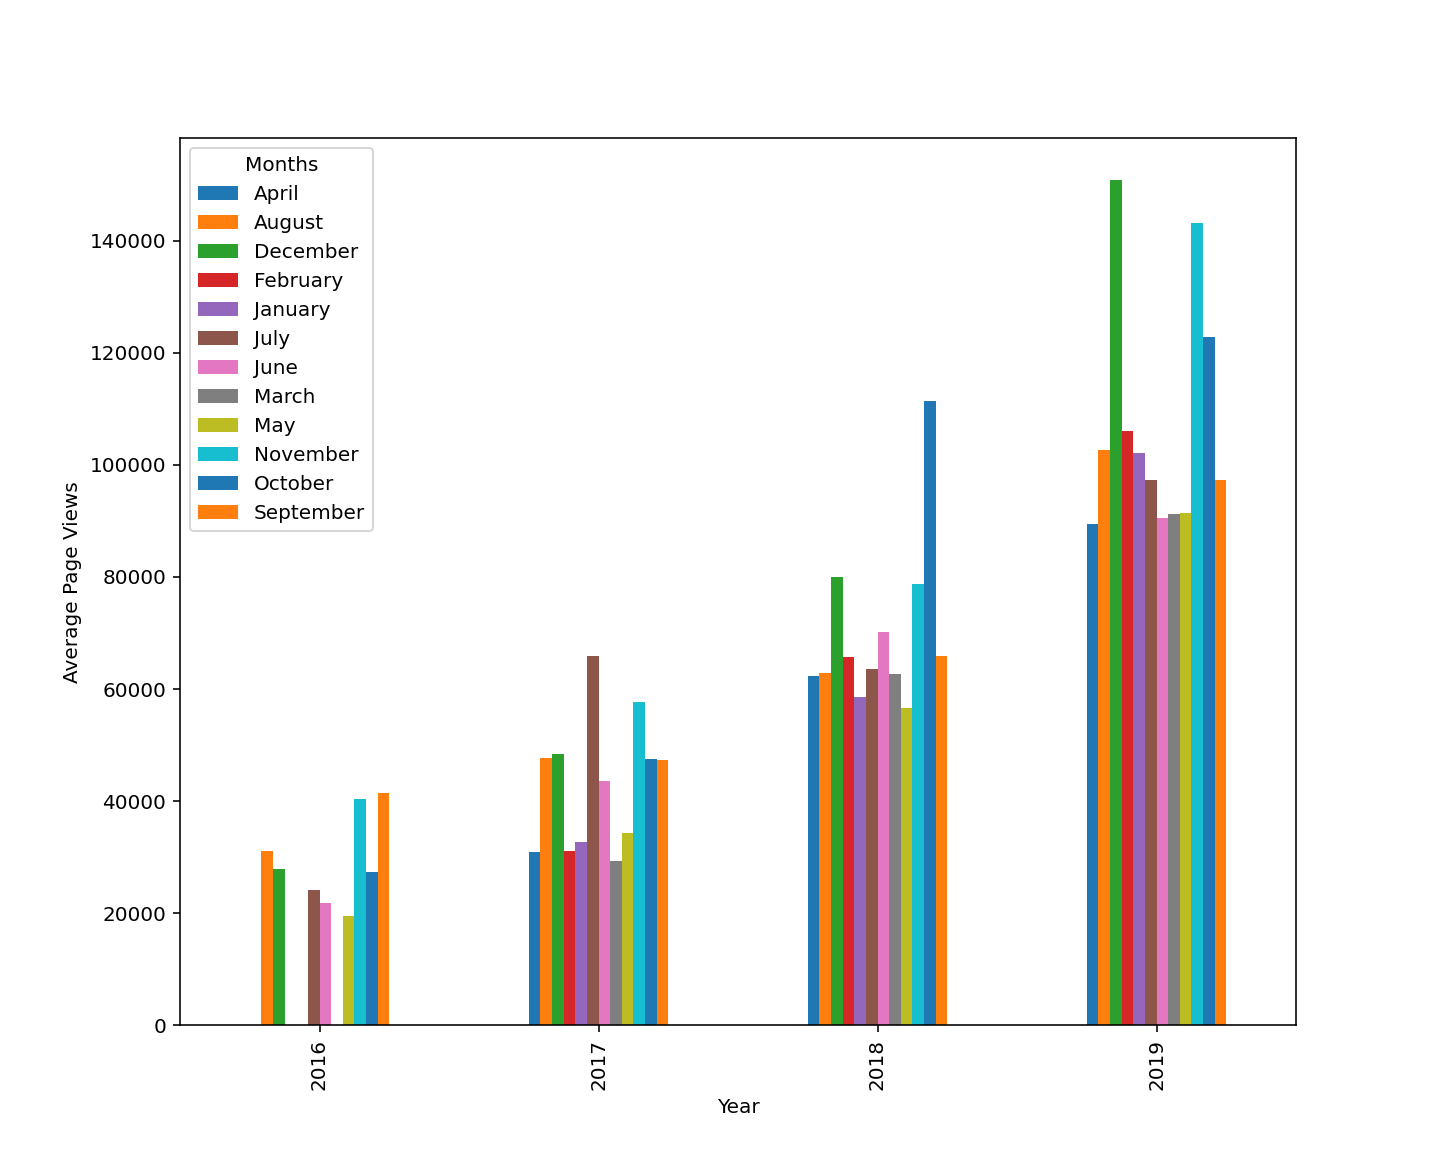 Months
April
August
December
February
January
July
June
March
May
November
October
September
140000
120000
100000
80000
60000
40000
20000
0
Average Page Views
2016
2017
2018
2019
Year